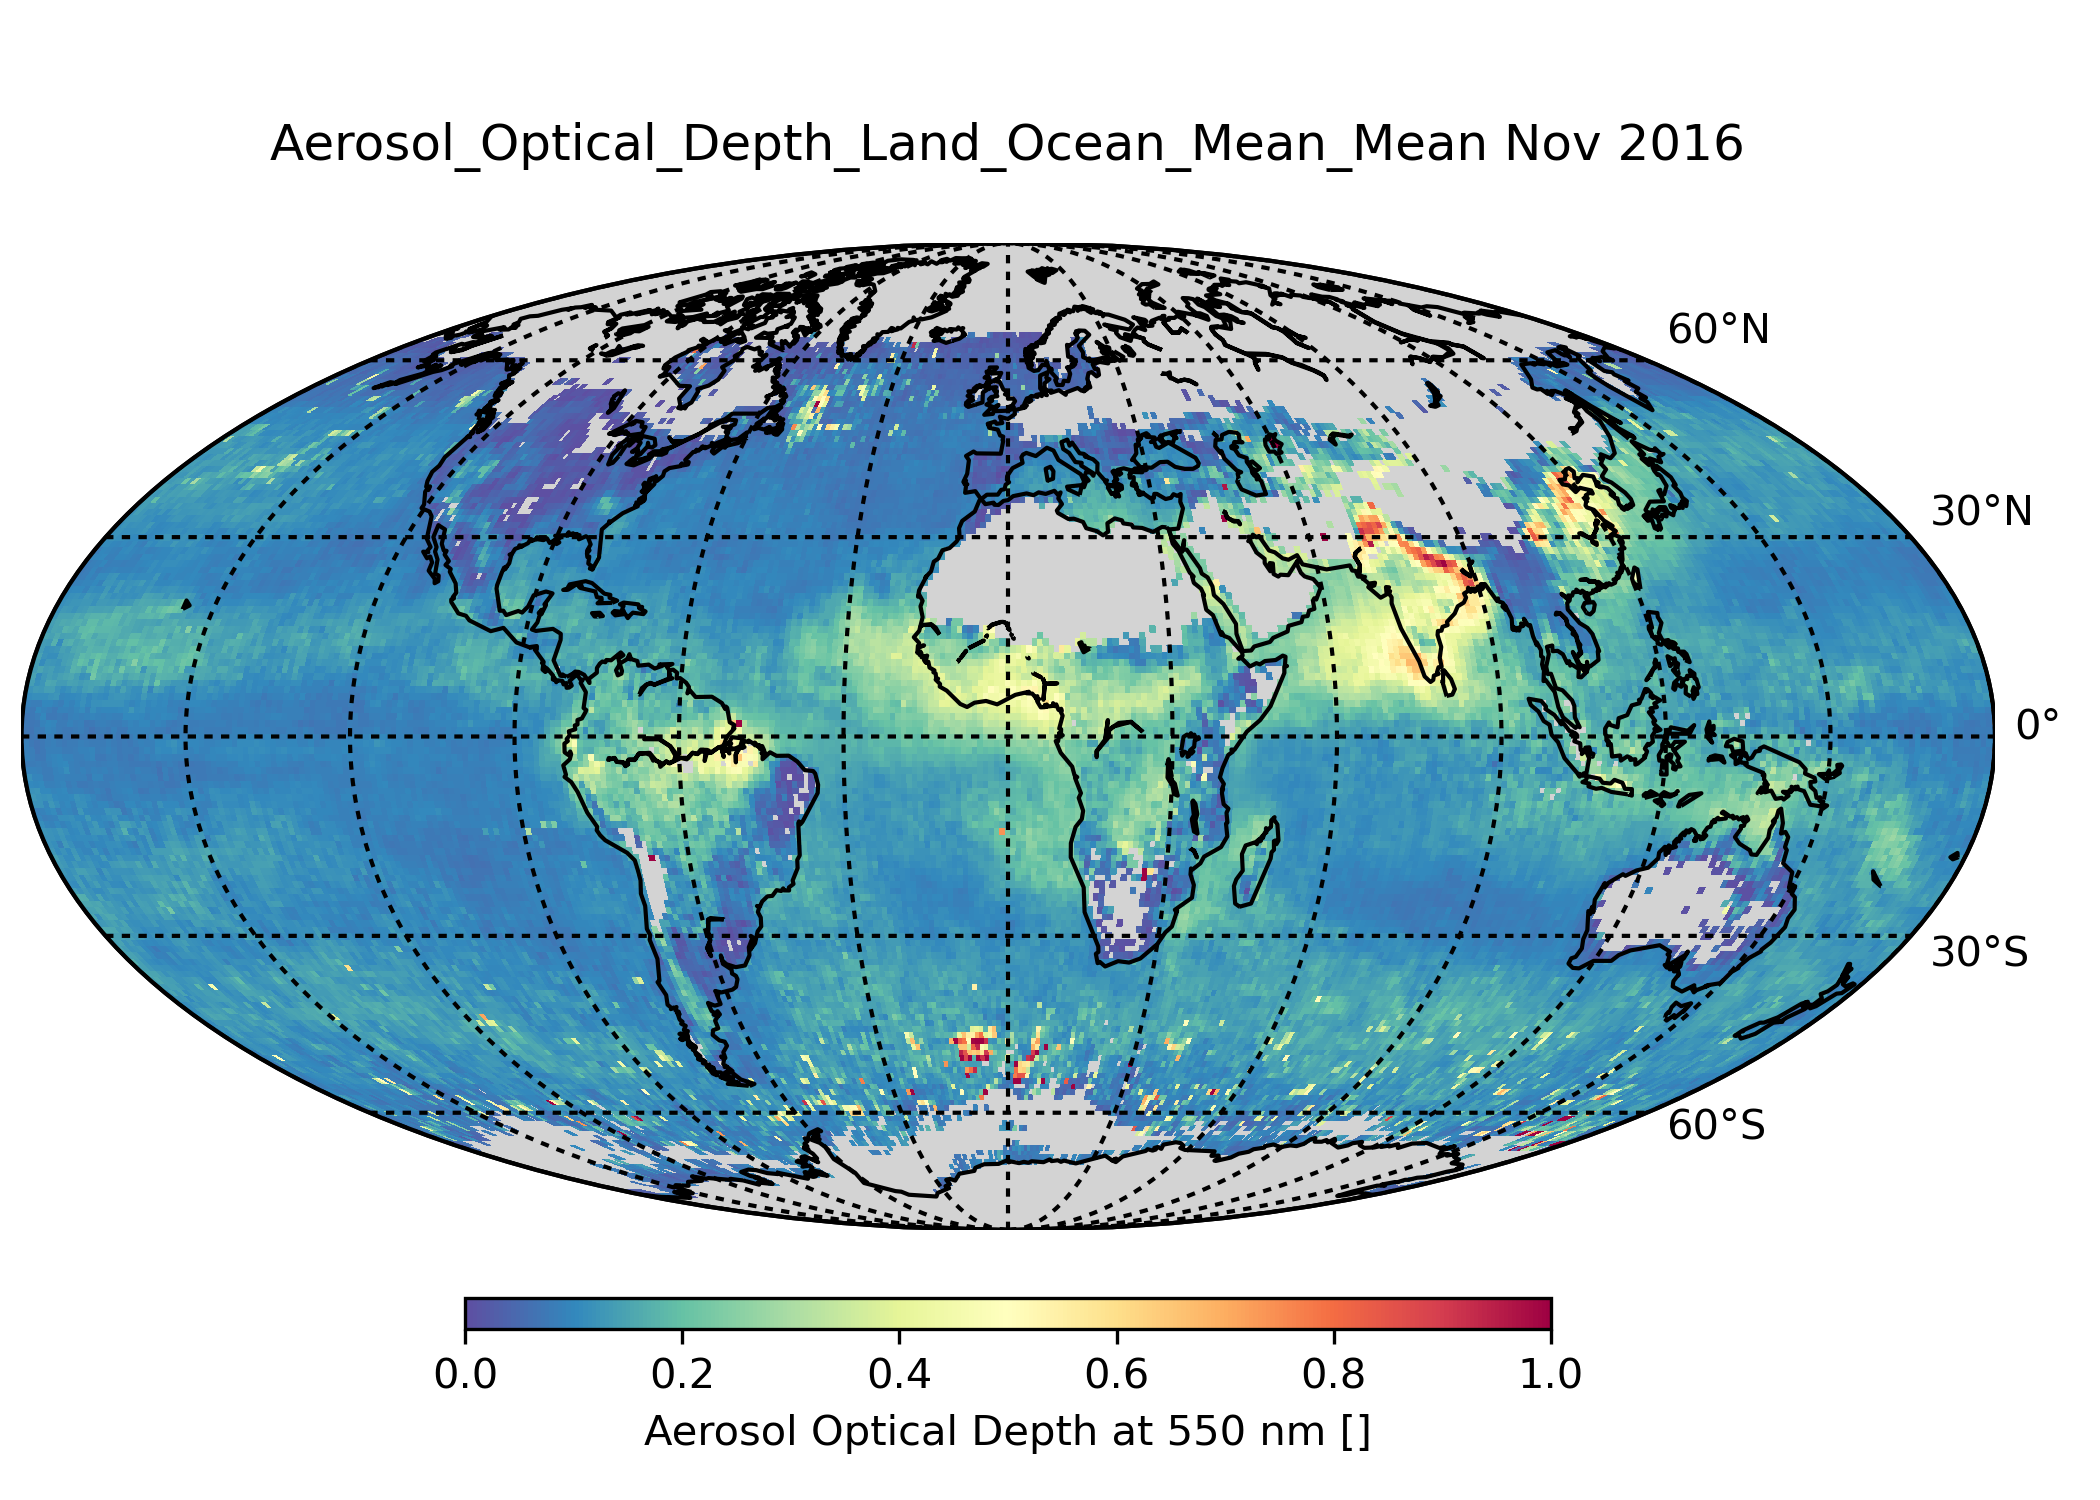 Aerosol_Optical_Depth_Land_Ocean_Mean_Mean Nov 2016
60°N
30°N
0°
30°S
60°S
0.0 0.2 0.4 0.6 0.8 1.0
Aerosol Optical Depth at 550 nm []